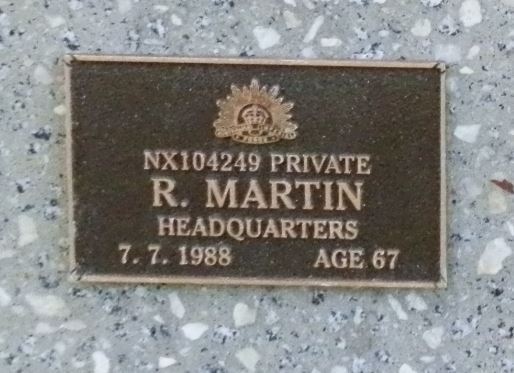 NX104249 PRIVATE
R. MARTIN
HEADQUARTERS
7. 7. 1988 AGE 67